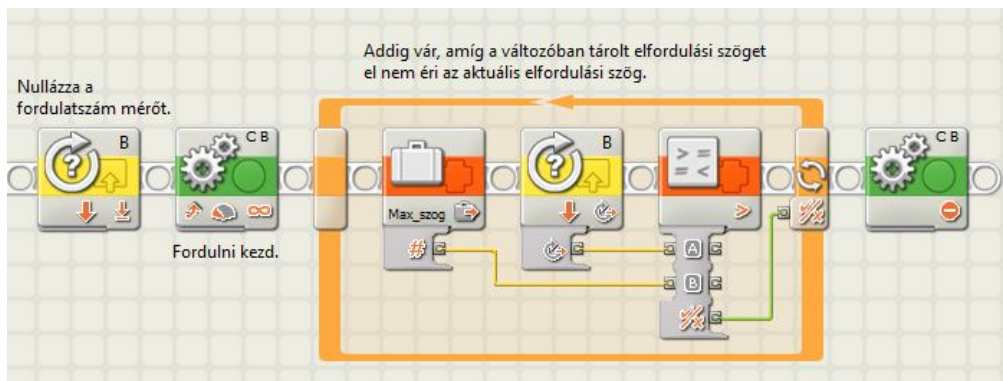 Addig vár, amíg a változóban tárolt elfordulási szöget
el nem éri az aktuális elfordulási szög.
Nullázza a
fordulatszám mérőt.
B
C B
B
C B
Max_szog
Fordulni kezd.
#
A
B